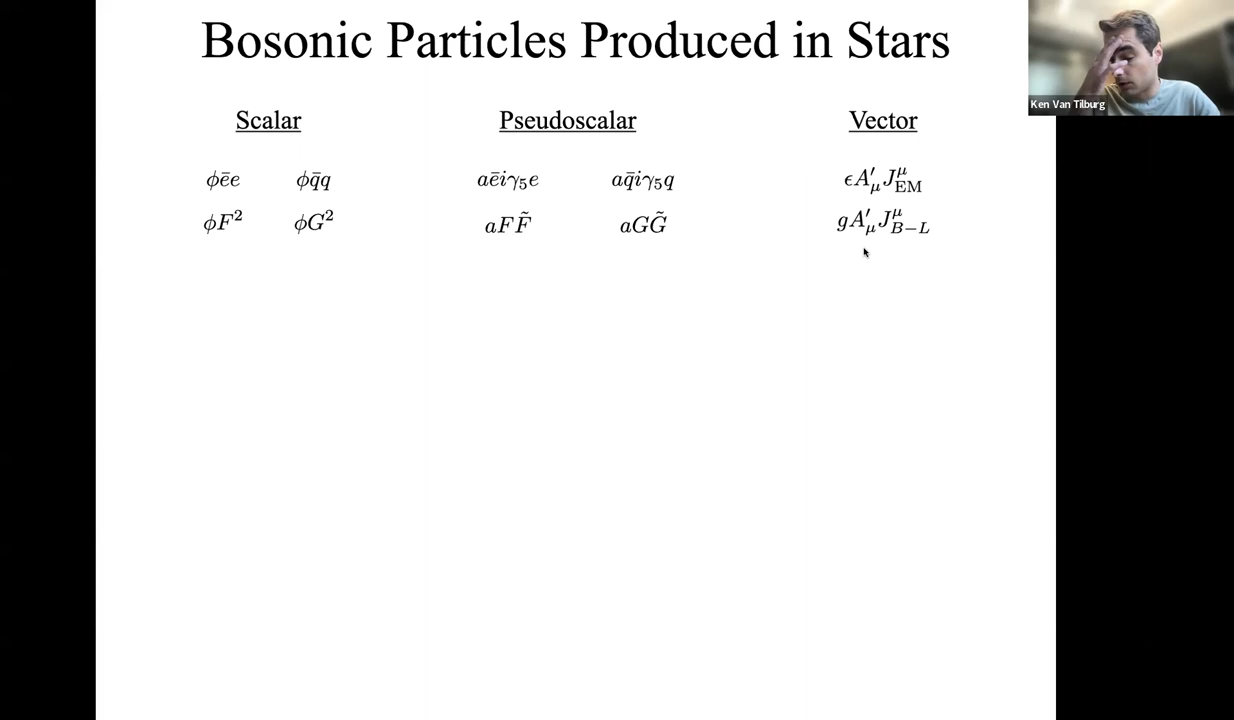 Bosonic Particles Produced in Stars
Ken Van Tilburg
Scalar Pseudoscalar Vector
ϕēe ϕq̄q aēiγ₅e aq̄iγ₅q ϵA′_μJ^μ_EM
ϕF² ϕG² aFF̃ aGG̃ gA′_μJ^μ_{B−L}